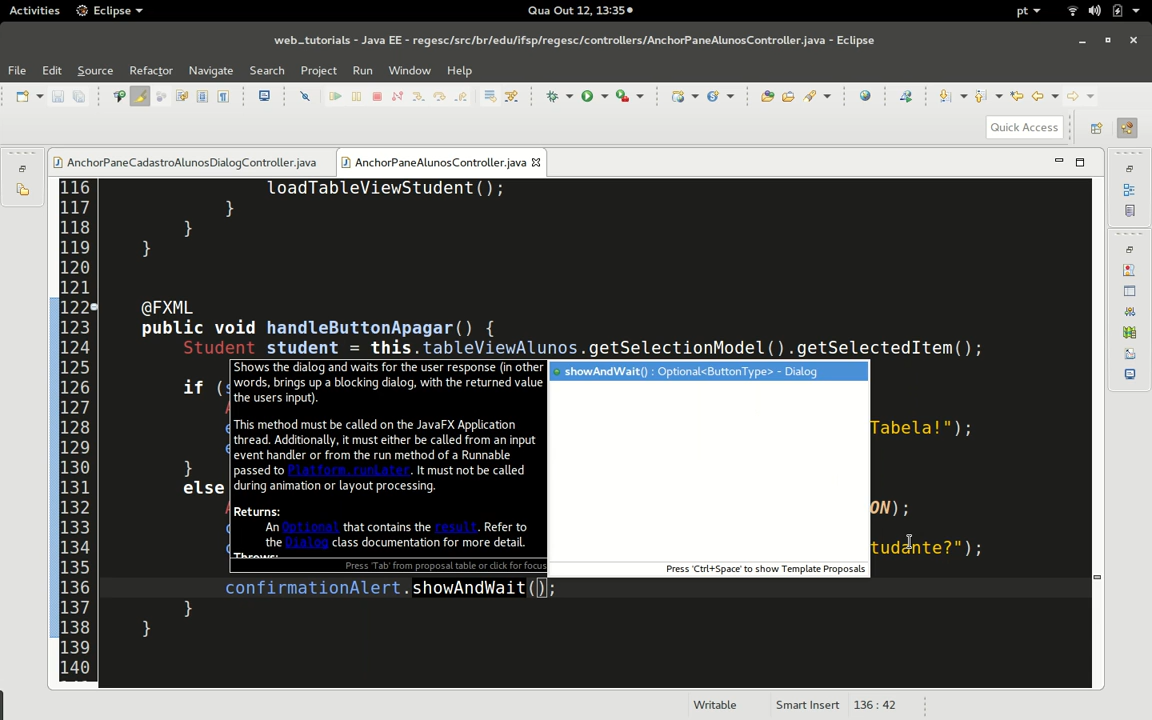 Activities Eclipse Qua Out 12, 13:35 pt
web_tutorials - Java EE - regesc/src/br/edu/ifsp/regesc/controllers/AnchorPaneAlunosController.java - Eclipse
File Edit Source Refactor Navigate Search Project Run Window Help
Quick Access
AnchorPaneCadastroAlunosDialogController.java AnchorPaneAlunosController.java
116 loadTableViewStudent();
117 }
118 }
119 }
120
121
122 @FXML
123 public void handleButtonApagar() {
124 Student student = this.tableViewAlunos.getSelectionModel().getSelectedItem();
125
126 if (
127
128 Tabela!");
129
130 }
131 else
132 ON);
133
134 tudante?");
135
136 confirmationAlert.showAndWait();
137 }
138 }
139
140
Shows the dialog and waits for the user response (in other
words, brings up a blocking dialog, with the returned value
the users input).
This method must be called on the JavaFX Application
thread. Additionally, it must either be called from an input
event handler or from the run method of a Runnable
passed to Platform.runLater. It must not be called
during animation or layout processing.
Returns:
An Optional that contains the result. Refer to
the Dialog class documentation for more detail.
Throws:
Press 'Tab' from proposal table or click for focus
showAndWait() : Optional<ButtonType> - Dialog
Press 'Ctrl+Space' to show Template Proposals
Writable Smart Insert 136 : 42